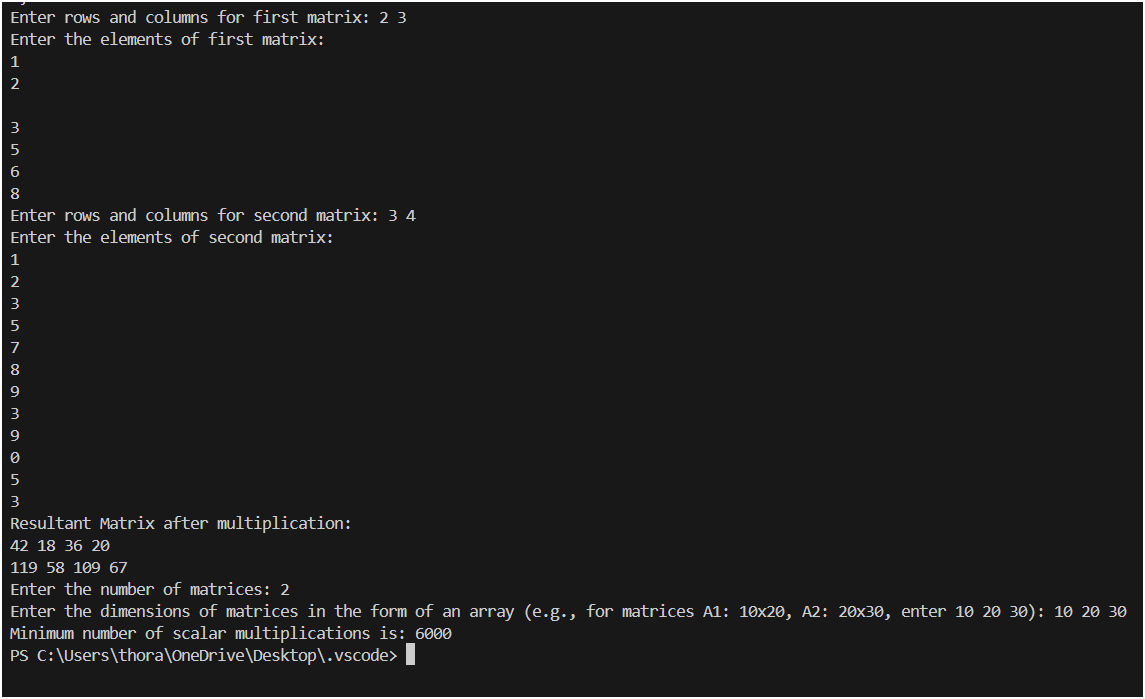 Enter rows and columns for first matrix: 2 3
Enter the elements of first matrix:
1
2
3
5
6
8
Enter rows and columns for second matrix: 3 4
Enter the elements of second matrix:
1
2
3
5
7
8
9
3
9
0
5
3
Resultant Matrix after multiplication:
42 18 36 20
119 58 109 67
Enter the number of matrices: 2
Enter the dimensions of matrices in the form of an array (e.g., for matrices A1: 10x20, A2: 20x30, enter 10 20 30): 10 20 30
Minimum number of scalar multiplications is: 6000
PS C:\Users\thora\OneDrive\Desktop\.vscode>